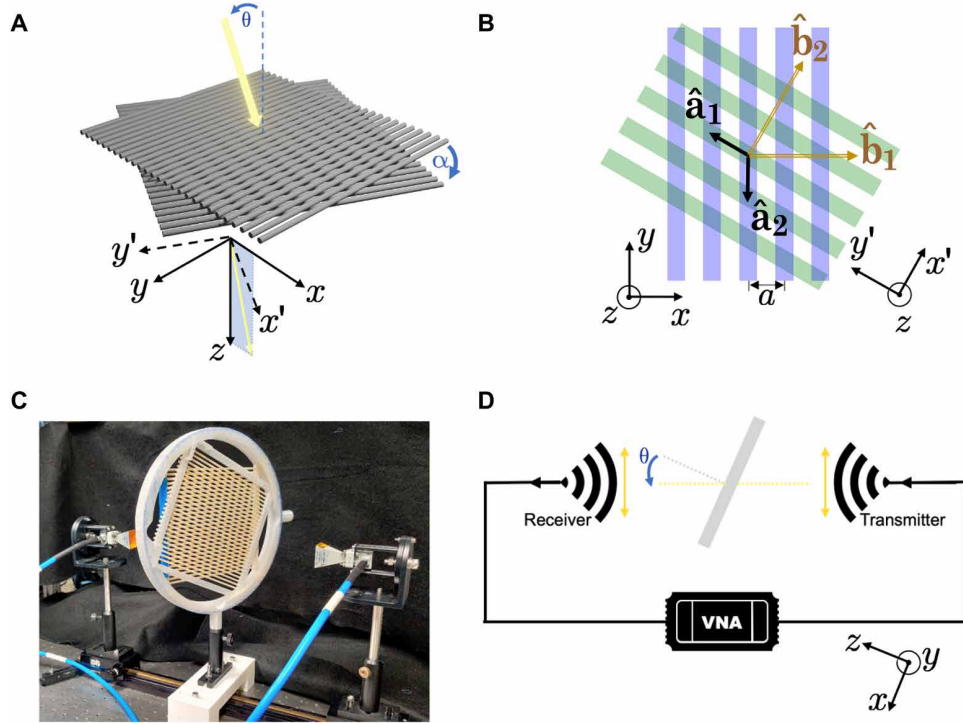 A
θ
α
y'
y
x
x'
z
B
b̂₂
â₁
b̂₁
â₂
y
a
z
x
y'
x'
z
C
D
θ
Receiver
Transmitter
VNA
z
y
x